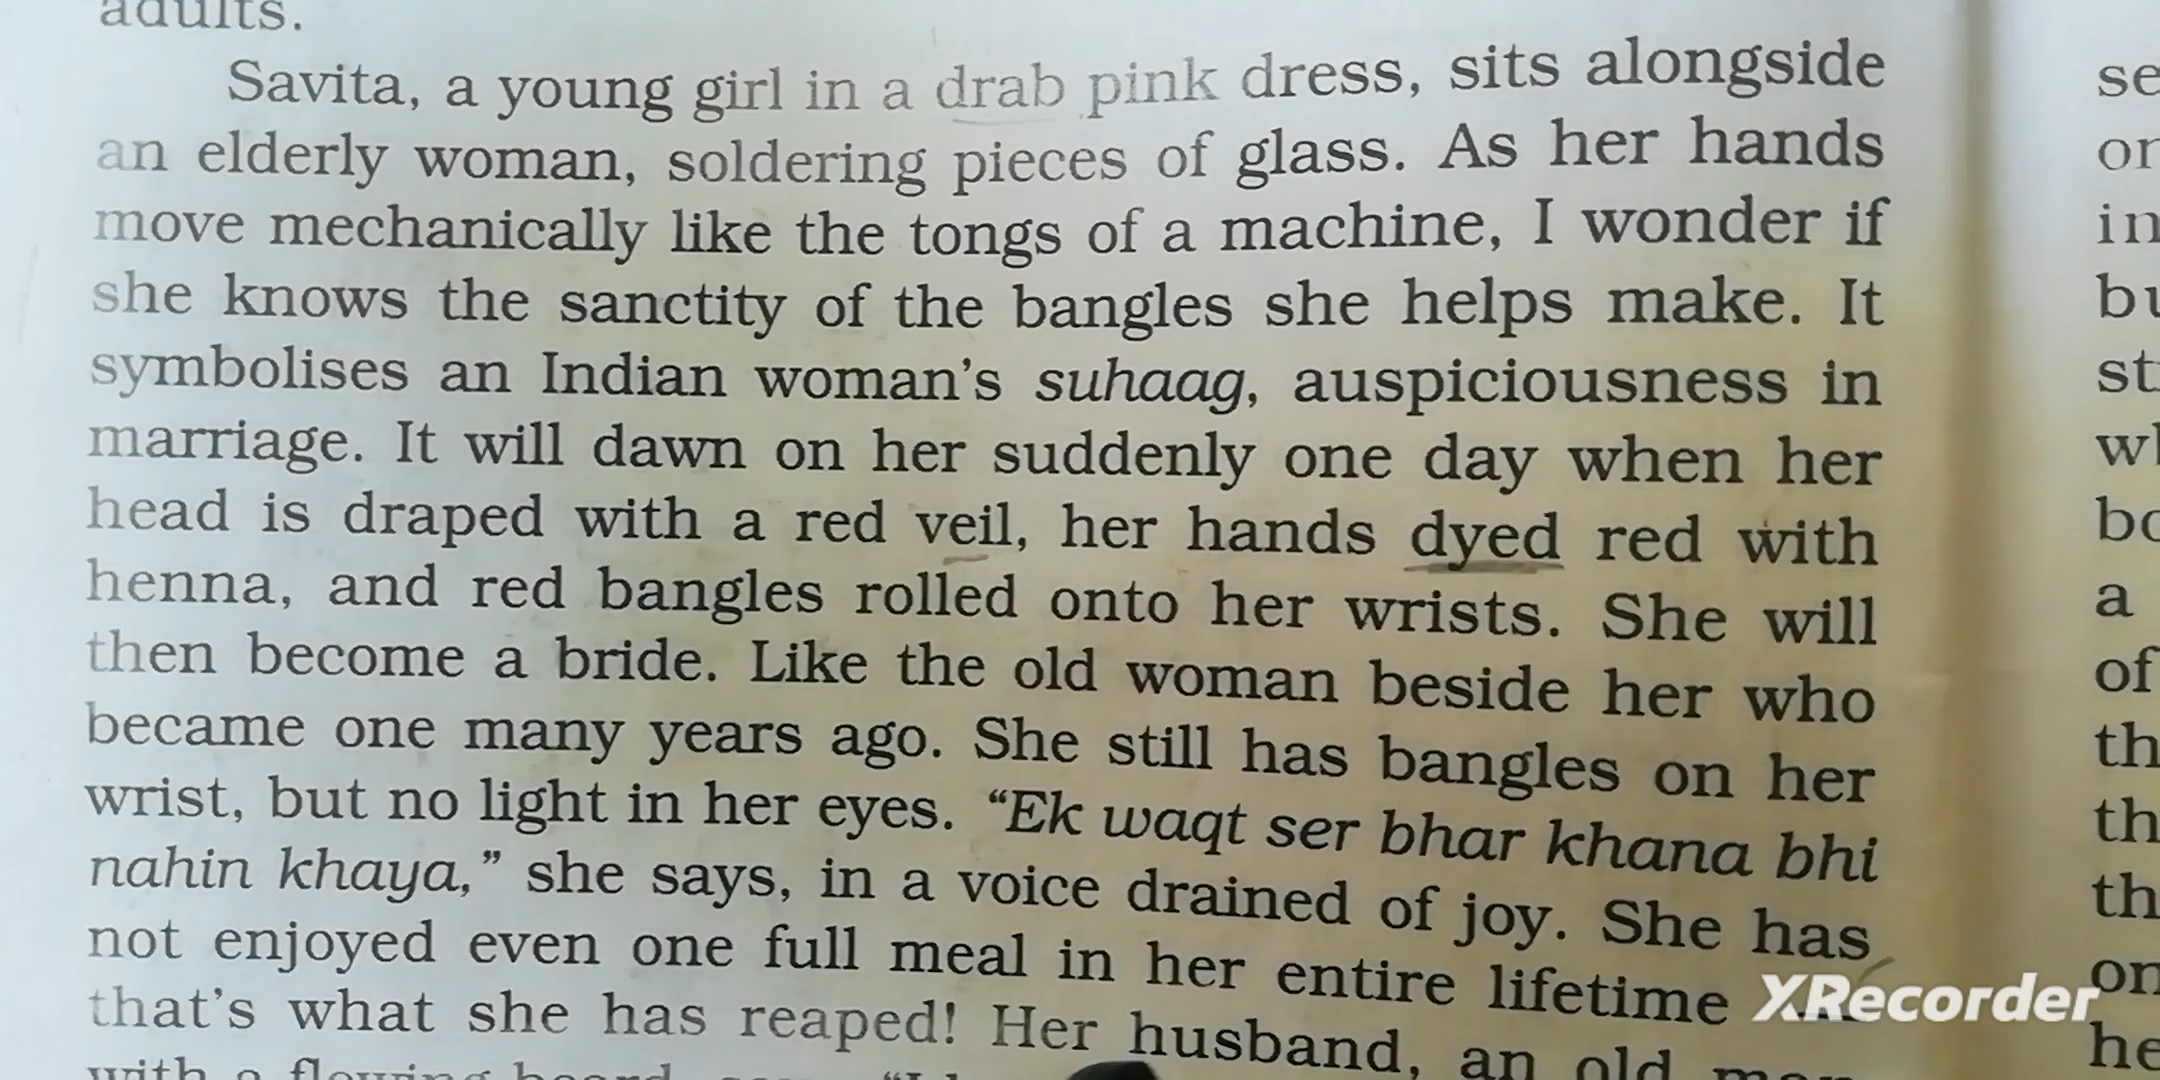 adults.
Savita, a young girl in a drab pink dress, sits alongside
an elderly woman, soldering pieces of glass. As her hands
move mechanically like the tongs of a machine, I wonder if
she knows the sanctity of the bangles she helps make. It
symbolises an Indian woman's suhaag, auspiciousness in
marriage. It will dawn on her suddenly one day when her
head is draped with a red veil, her hands dyed red with
henna, and red bangles rolled onto her wrists. She will
then become a bride. Like the old woman beside her who
became one many years ago. She still has bangles on her
wrist, but no light in her eyes. “Ek waqt ser bhar khana bhi
nahin khaya,” she says, in a voice drained of joy. She has
not enjoyed even one full meal in her entire lifetime
that's what she has reaped! Her husband, an old man
with a flowing beard
XRecorder
a
of